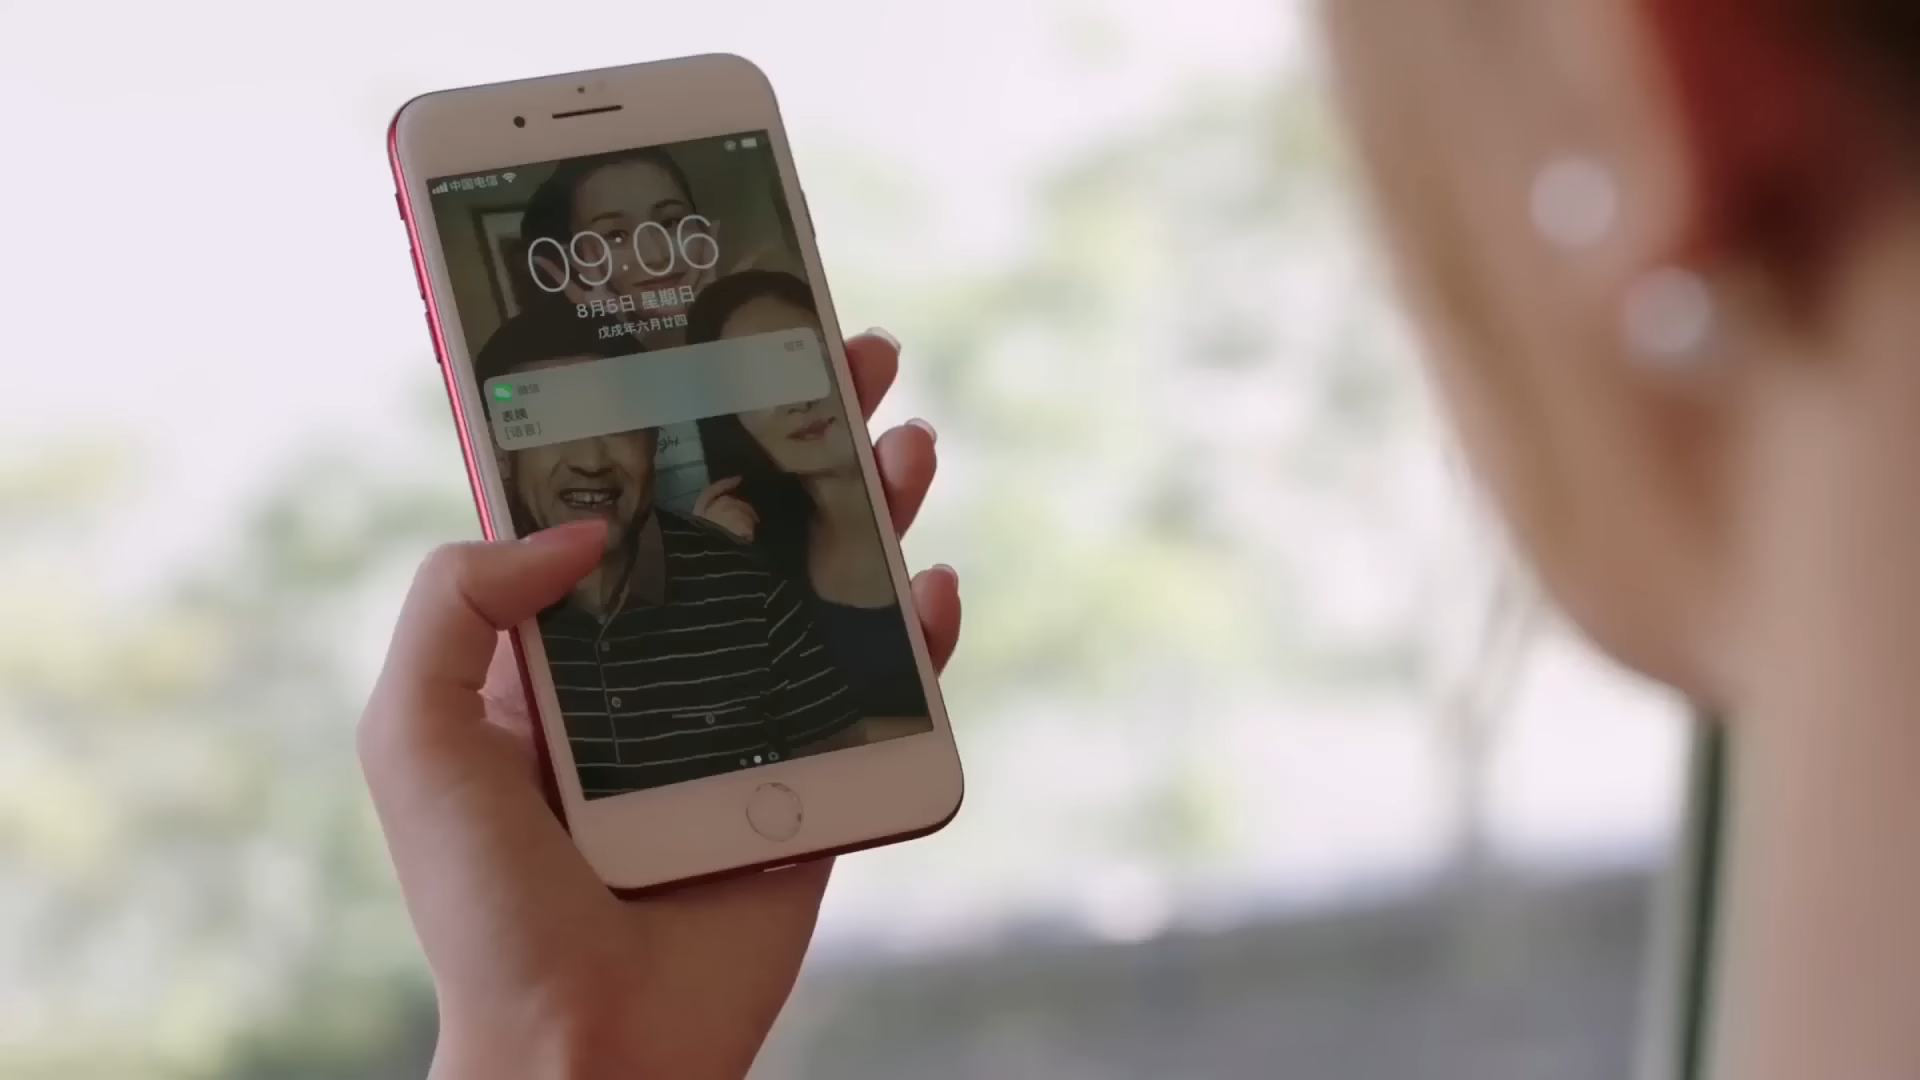 中国电信
09:06
8月5日 星期日
戊戌年六月廿四
微信 现在
表姨
[语音]